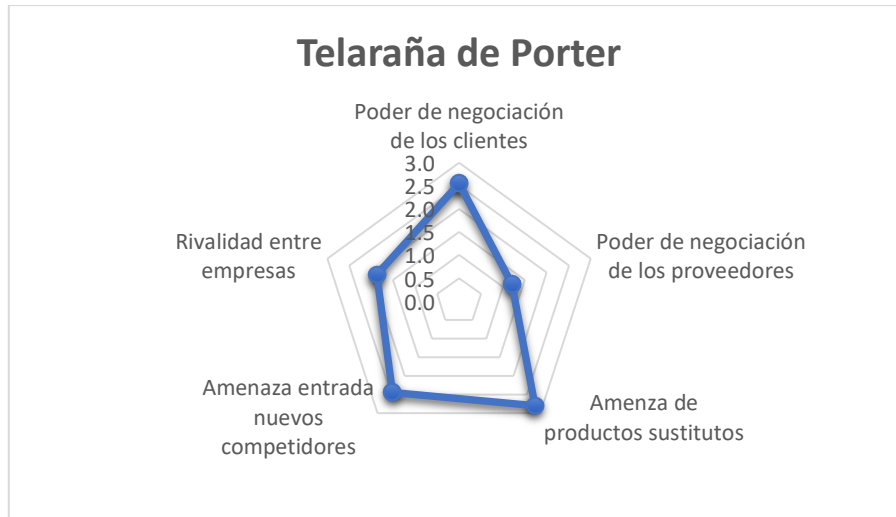 Telaraña de Porter
Poder de negociación
de los clientes
3.0
2.5
2.0
1.5
1.0
0.5
0.0
Poder de negociación
de los proveedores
Amenza de
productos sustitutos
Amenaza entrada
nuevos
competidores
Rivalidad entre
empresas